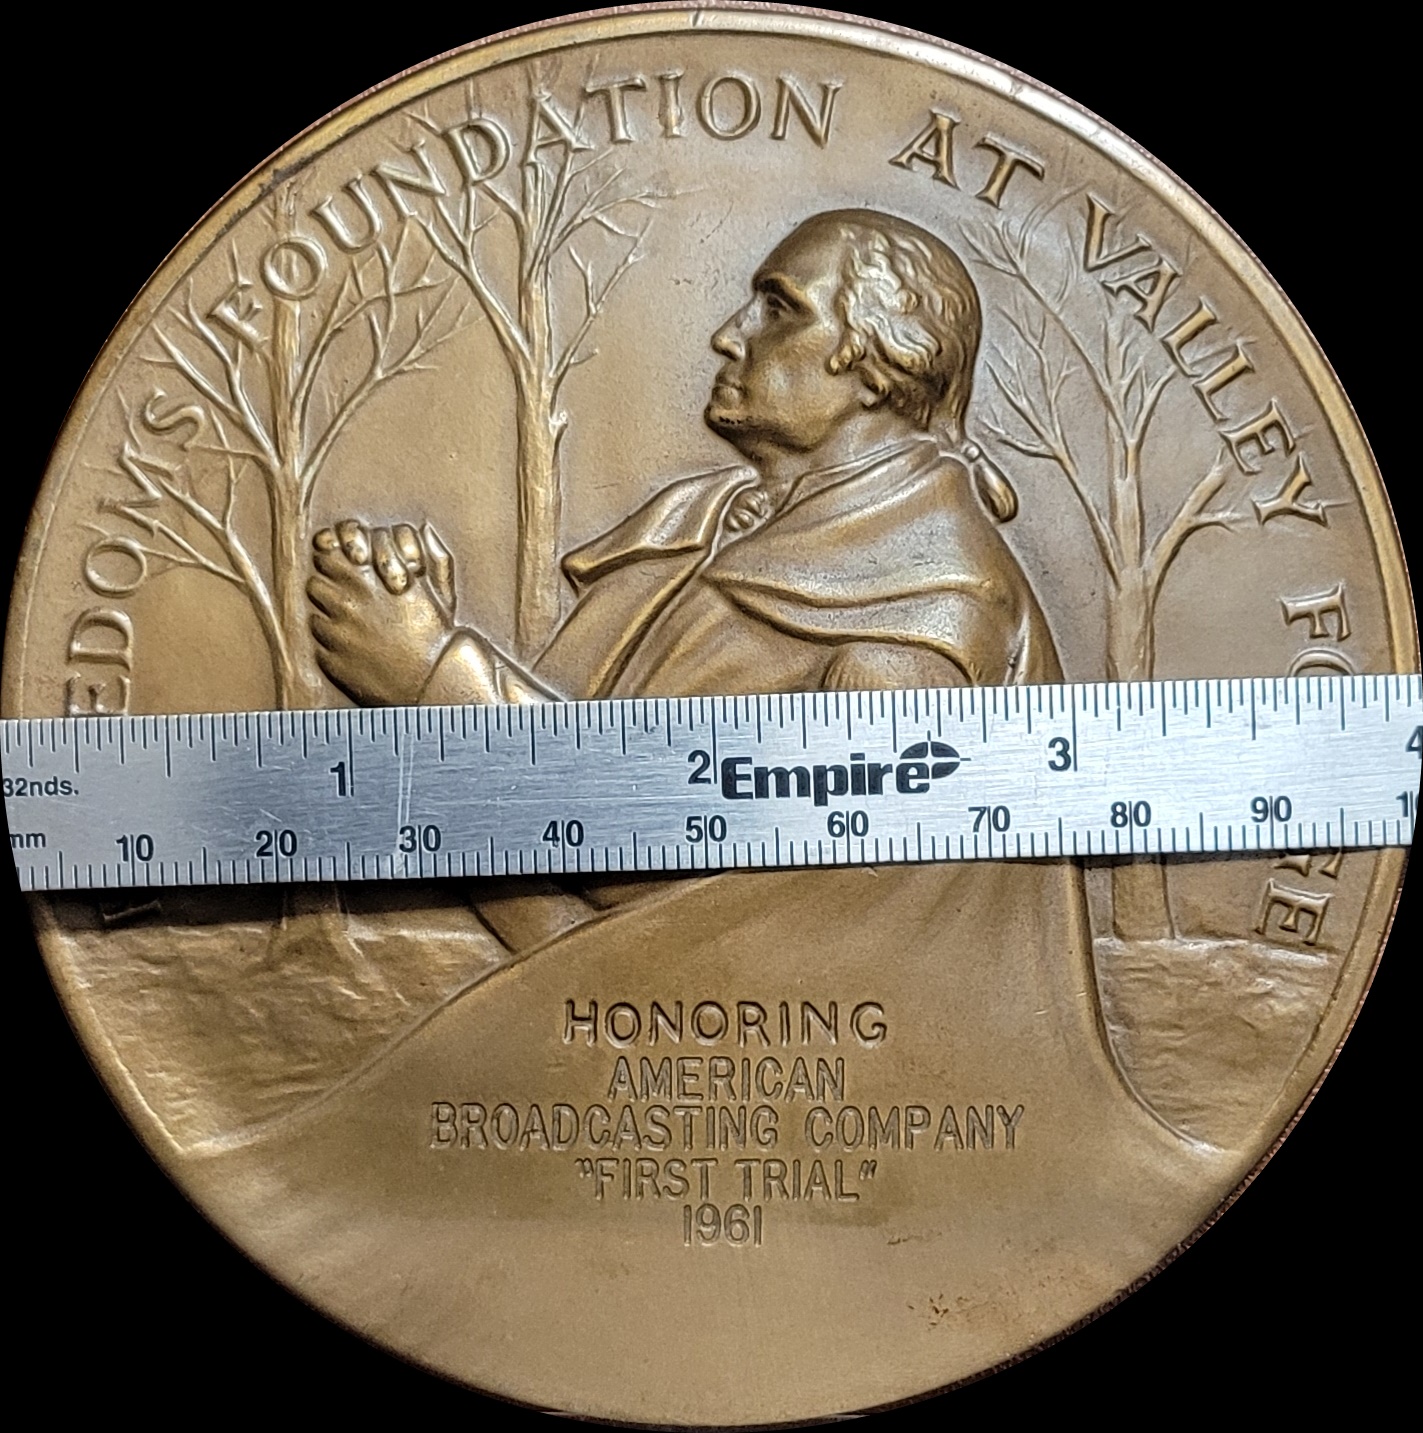 EDOMS FOUNDATION AT VALLEY FO GE
1 2 Empire 3 4
32nds.
mm 10 20 30 40 50 60 70 80 90
HONORING
AMERICAN
BROADCASTING COMPANY
"FIRST TRIAL"
1961